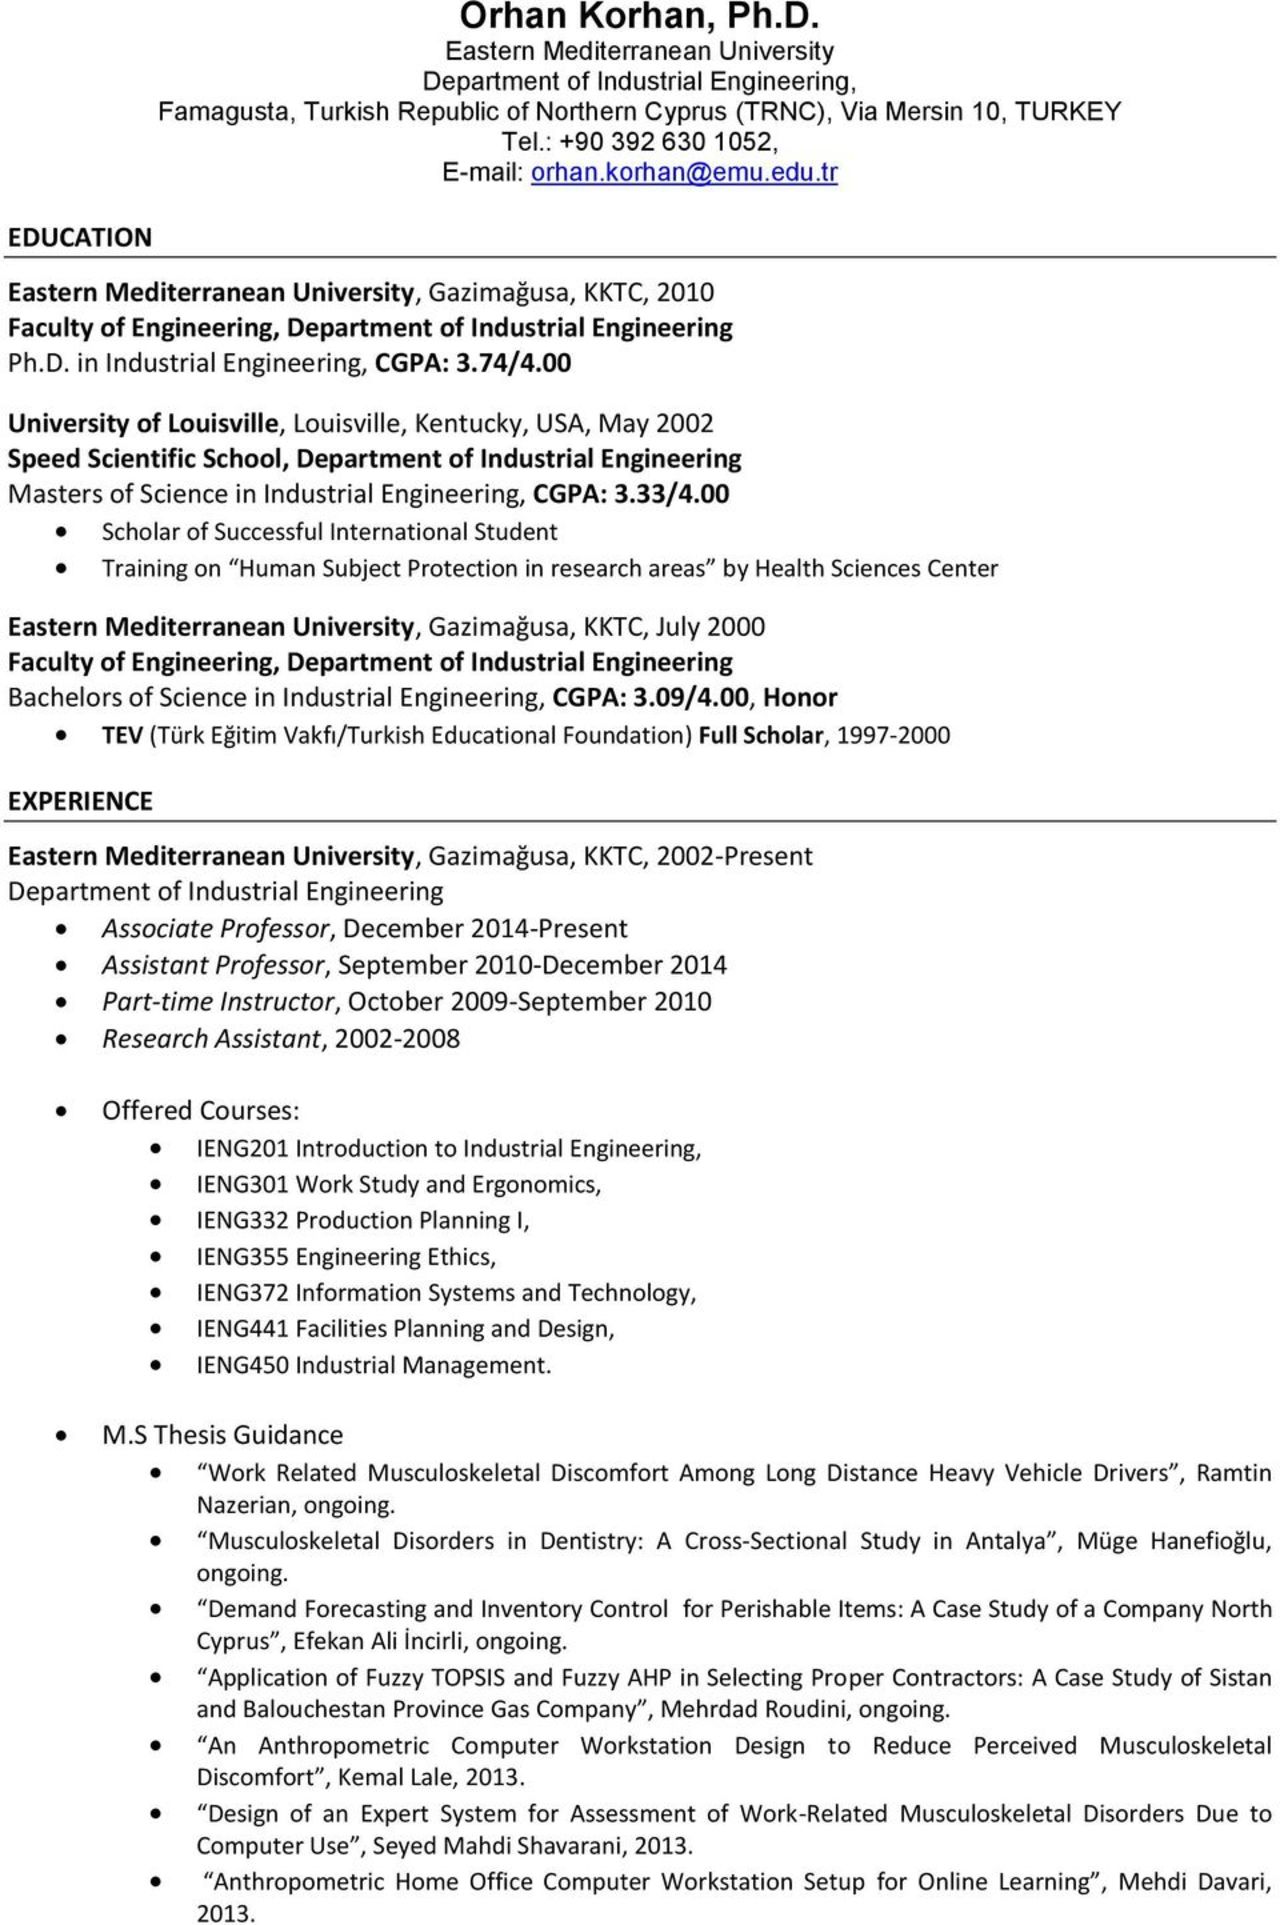 Orhan Korhan, Ph.D.
Eastern Mediterranean University
Department of Industrial Engineering,
Famagusta, Turkish Republic of Northern Cyprus (TRNC), Via Mersin 10, TURKEY
Tel.: +90 392 630 1052,
E-mail: orhan.korhan@emu.edu.tr
EDUCATION
Eastern Mediterranean University, Gazimağusa, KKTC, 2010
Faculty of Engineering, Department of Industrial Engineering
Ph.D. in Industrial Engineering, CGPA: 3.74/4.00
University of Louisville, Louisville, Kentucky, USA, May 2002
Speed Scientific School, Department of Industrial Engineering
Masters of Science in Industrial Engineering, CGPA: 3.33/4.00
• Scholar of Successful International Student
• Training on “Human Subject Protection in research areas” by Health Sciences Center
Eastern Mediterranean University, Gazimağusa, KKTC, July 2000
Faculty of Engineering, Department of Industrial Engineering
Bachelors of Science in Industrial Engineering, CGPA: 3.09/4.00, Honor
• TEV (Türk Eğitim Vakfı/Turkish Educational Foundation) Full Scholar, 1997-2000
EXPERIENCE
Eastern Mediterranean University, Gazimağusa, KKTC, 2002-Present
Department of Industrial Engineering
• Associate Professor, December 2014-Present
• Assistant Professor, September 2010-December 2014
• Part-time Instructor, October 2009-September 2010
• Research Assistant, 2002-2008
• Offered Courses:
• IENG201 Introduction to Industrial Engineering,
• IENG301 Work Study and Ergonomics,
• IENG332 Production Planning I,
• IENG355 Engineering Ethics,
• IENG372 Information Systems and Technology,
• IENG441 Facilities Planning and Design,
• IENG450 Industrial Management.
• M.S Thesis Guidance
• “Work Related Musculoskeletal Discomfort Among Long Distance Heavy Vehicle Drivers”, Ramtin
Nazerian, ongoing.
• “Musculoskeletal Disorders in Dentistry: A Cross-Sectional Study in Antalya”, Müge Hanefioğlu,
ongoing.
• “Demand Forecasting and Inventory Control for Perishable Items: A Case Study of a Company North
Cyprus”, Efekan Ali İncirli, ongoing.
• “Application of Fuzzy TOPSIS and Fuzzy AHP in Selecting Proper Contractors: A Case Study of Sistan
and Balouchestan Province Gas Company”, Mehrdad Roudini, ongoing.
• “An Anthropometric Computer Workstation Design to Reduce Perceived Musculoskeletal
Discomfort”, Kemal Lale, 2013.
• “Design of an Expert System for Assessment of Work-Related Musculoskeletal Disorders Due to
Computer Use”, Seyed Mahdi Shavarani, 2013.
• “Anthropometric Home Office Computer Workstation Setup for Online Learning”, Mehdi Davari,
2013.